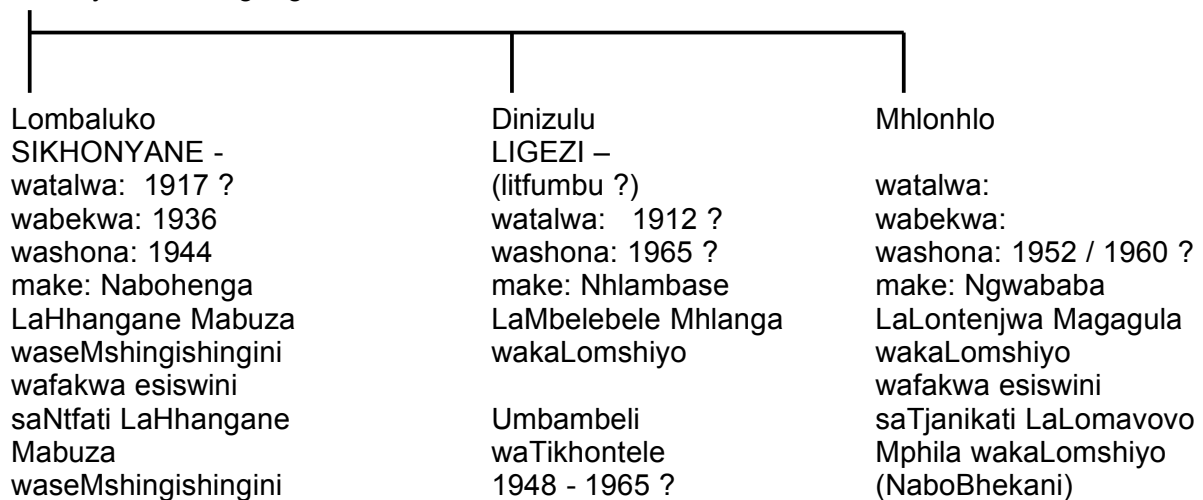 Lombaluko
SIKHONYANE -
watalwa: 1917 ?
wabekwa: 1936
washona: 1944
make: Nabohenga
LaHhangane Mabuza
waseMshingishingini
wafakwa esiswini
saNtfati LaHhangane
Mabuza
waseMshingishingini
Dinizulu
LIGEZI –
(litfumbu ?)
watalwa: 1912 ?
washona: 1965 ?
make: Nhlambase
LaMbelebele Mhlanga
wakaLomshiyo
Umbambeli
waTikhontele
1948 - 1965 ?
Mhlonhlo
watalwa:
wabekwa:
washona: 1952 / 1960 ?
make: Ngwababa
LaLontenjwa Magagula
wakaLomshiyo
wafakwa esiswini
saTjanikati LaLomavovo
Mphila wakaLomshiyo
(NaboBhekani)